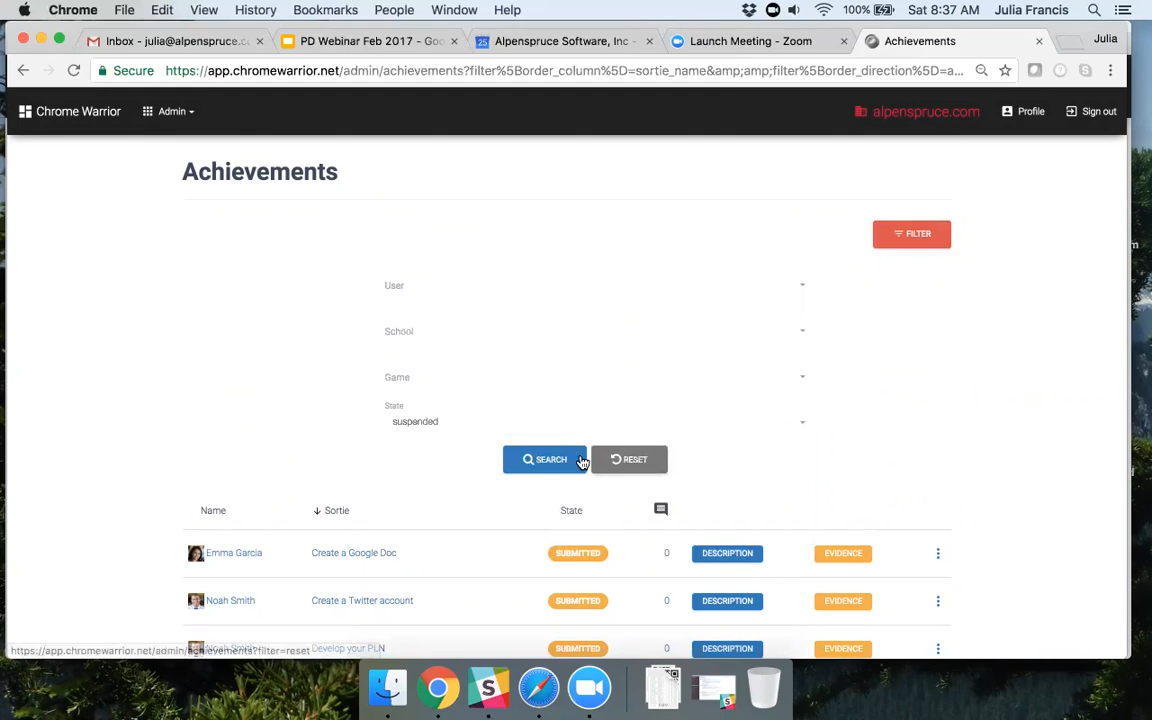 Chrome File Edit View History Bookmarks People Window Help 100% Sat 8:37 AM Julia Francis
Inbox - julia@alpenspruce.c
PD Webinar Feb 2017 - Goo
25 Alpenspruce Software, Inc -
Launch Meeting - Zoom
Achievements
Julia
Secure https://app.chromewarrior.net/admin/achievements?filter%5Border_column%5D=sortie_name&amp;amp;filter%5Border_direction%5D=a...
Chrome Warrior Admin alpenspruce.com Profile Sign out
Achievements
FILTER
User
School
Game
State
suspended
SEARCH RESET
Name Sortie State
Emma Garcia Create a Google Doc SUBMITTED 0 DESCRIPTION EVIDENCE
Noah Smith Create a Twitter account SUBMITTED 0 DESCRIPTION EVIDENCE
Noah Smith Develop your PLN SUBMITTED 0 DESCRIPTION EVIDENCE
https://app.chromewarrior.net/admin/achievements?filter=reset